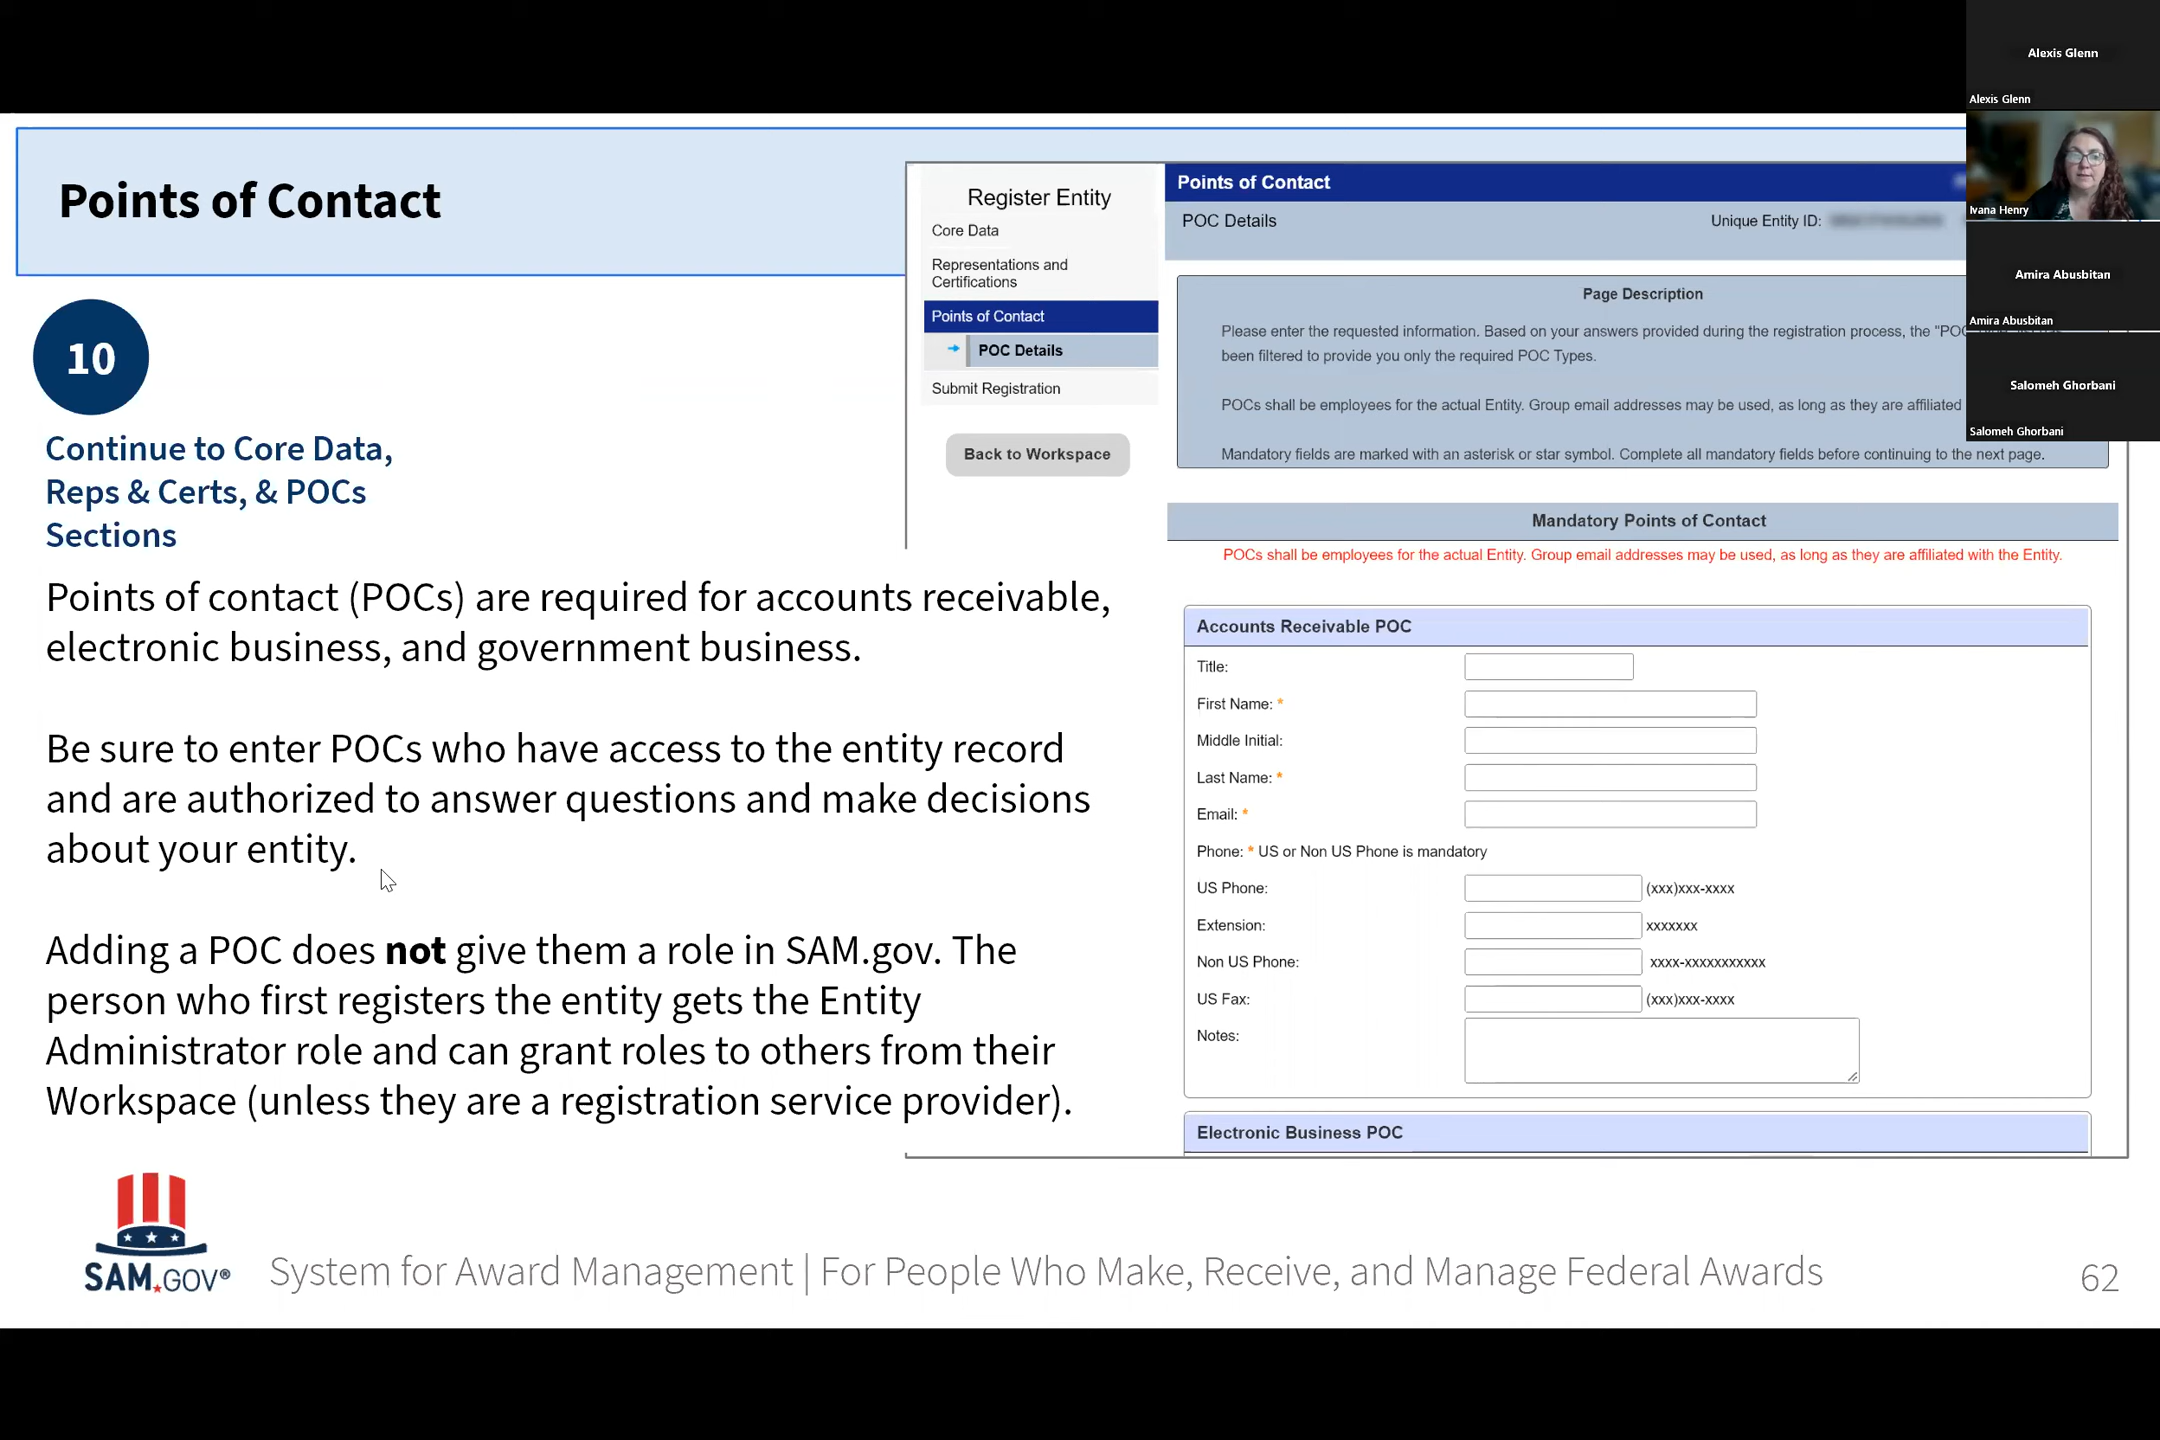 Points of Contact
10
Continue to Core Data,
Reps & Certs, & POCs
Sections
Points of contact (POCs) are required for accounts receivable,
electronic business, and government business.
Be sure to enter POCs who have access to the entity record
and are authorized to answer questions and make decisions
about your entity.
Adding a POC does not give them a role in SAM.gov. The
person who first registers the entity gets the Entity
Administrator role and can grant roles to others from their
Workspace (unless they are a registration service provider).
Register Entity
Core Data
Representations and
Certifications
Points of Contact
POC Details
Submit Registration
Back to Workspace
Points of Contact
POC Details
Unique Entity ID:
Page Description
Please enter the requested information. Based on your answers provided during the registration process, the "POC
been filtered to provide you only the required POC Types.
POCs shall be employees for the actual Entity. Group email addresses may be used, as long as they are affiliated
Mandatory fields are marked with an asterisk or star symbol. Complete all mandatory fields before continuing to the next page.
Mandatory Points of Contact
POCs shall be employees for the actual Entity. Group email addresses may be used, as long as they are affiliated with the Entity.
Accounts Receivable POC
Title:
First Name: *
Middle Initial:
Last Name: *
Email: *
Phone: * US or Non US Phone is mandatory
US Phone: (xxx)xxx-xxxx
Extension: xxxxxxx
Non US Phone: xxxx-xxxxxxxxxxx
US Fax: (xxx)xxx-xxxx
Notes:
Electronic Business POC
Alexis Glenn
Alexis Glenn
Ivana Henry
Amira Abusbitan
Amira Abusbitan
Salomeh Ghorbani
Salomeh Ghorbani
SAM.GOV®
System for Award Management | For People Who Make, Receive, and Manage Federal Awards
62